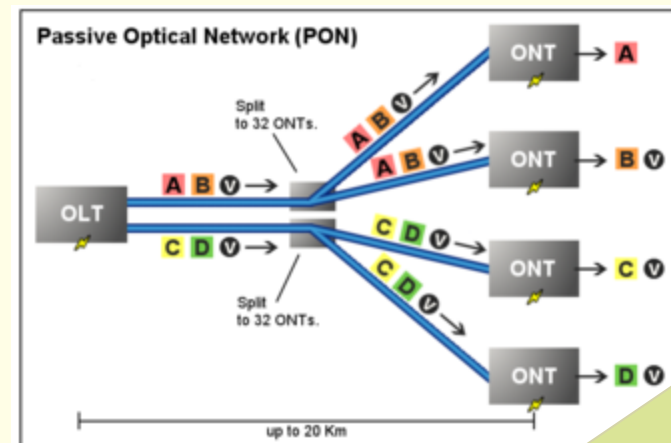 Passive Optical Network (PON)
Split
to 32 ONTs.
A B V
A B V
ONT
A
A B V
ONT
B V
OLT
C D V
C D V
ONT
C V
C D V
ONT
D V
Split
to 32 ONTs.
up to 20 Km